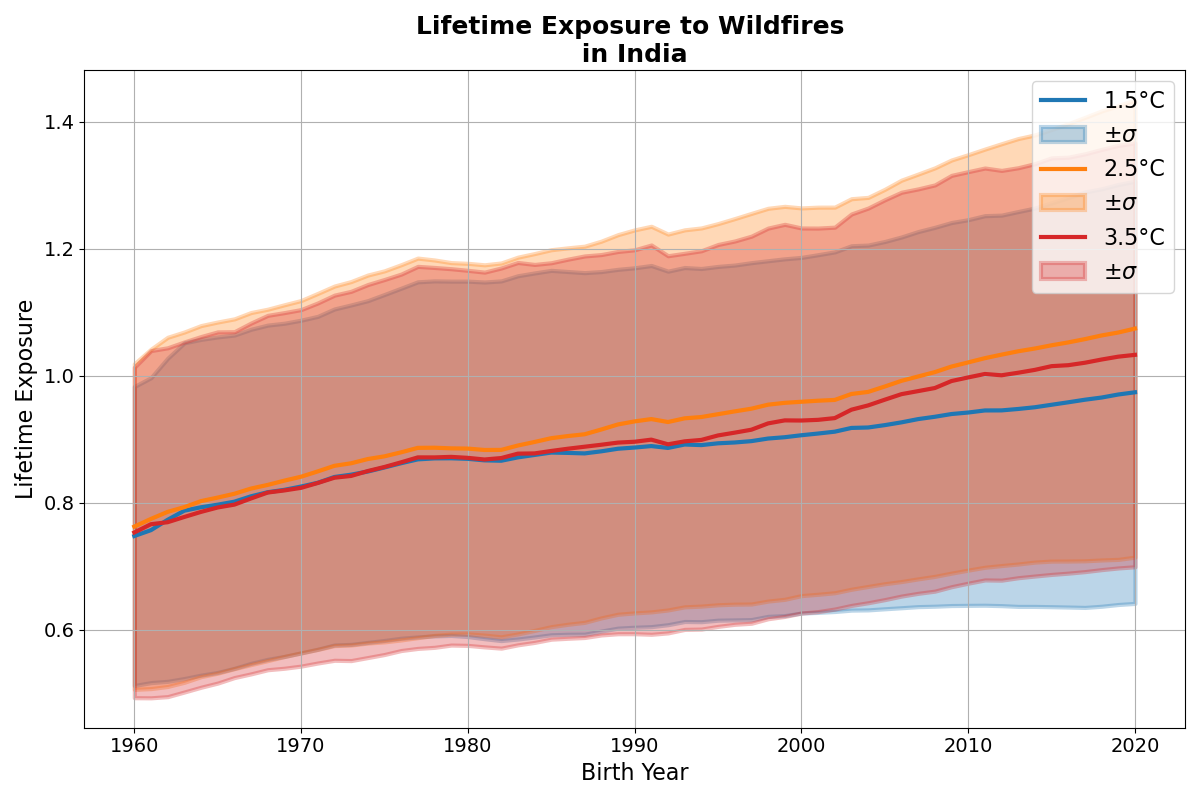 Lifetime Exposure to Wildfires
in India
1.5°C
±σ
2.5°C
±σ
3.5°C
±σ
Lifetime Exposure
1.4
1.2
1.0
0.8
0.6
1960 1970 1980 1990 2000 2010 2020
Birth Year